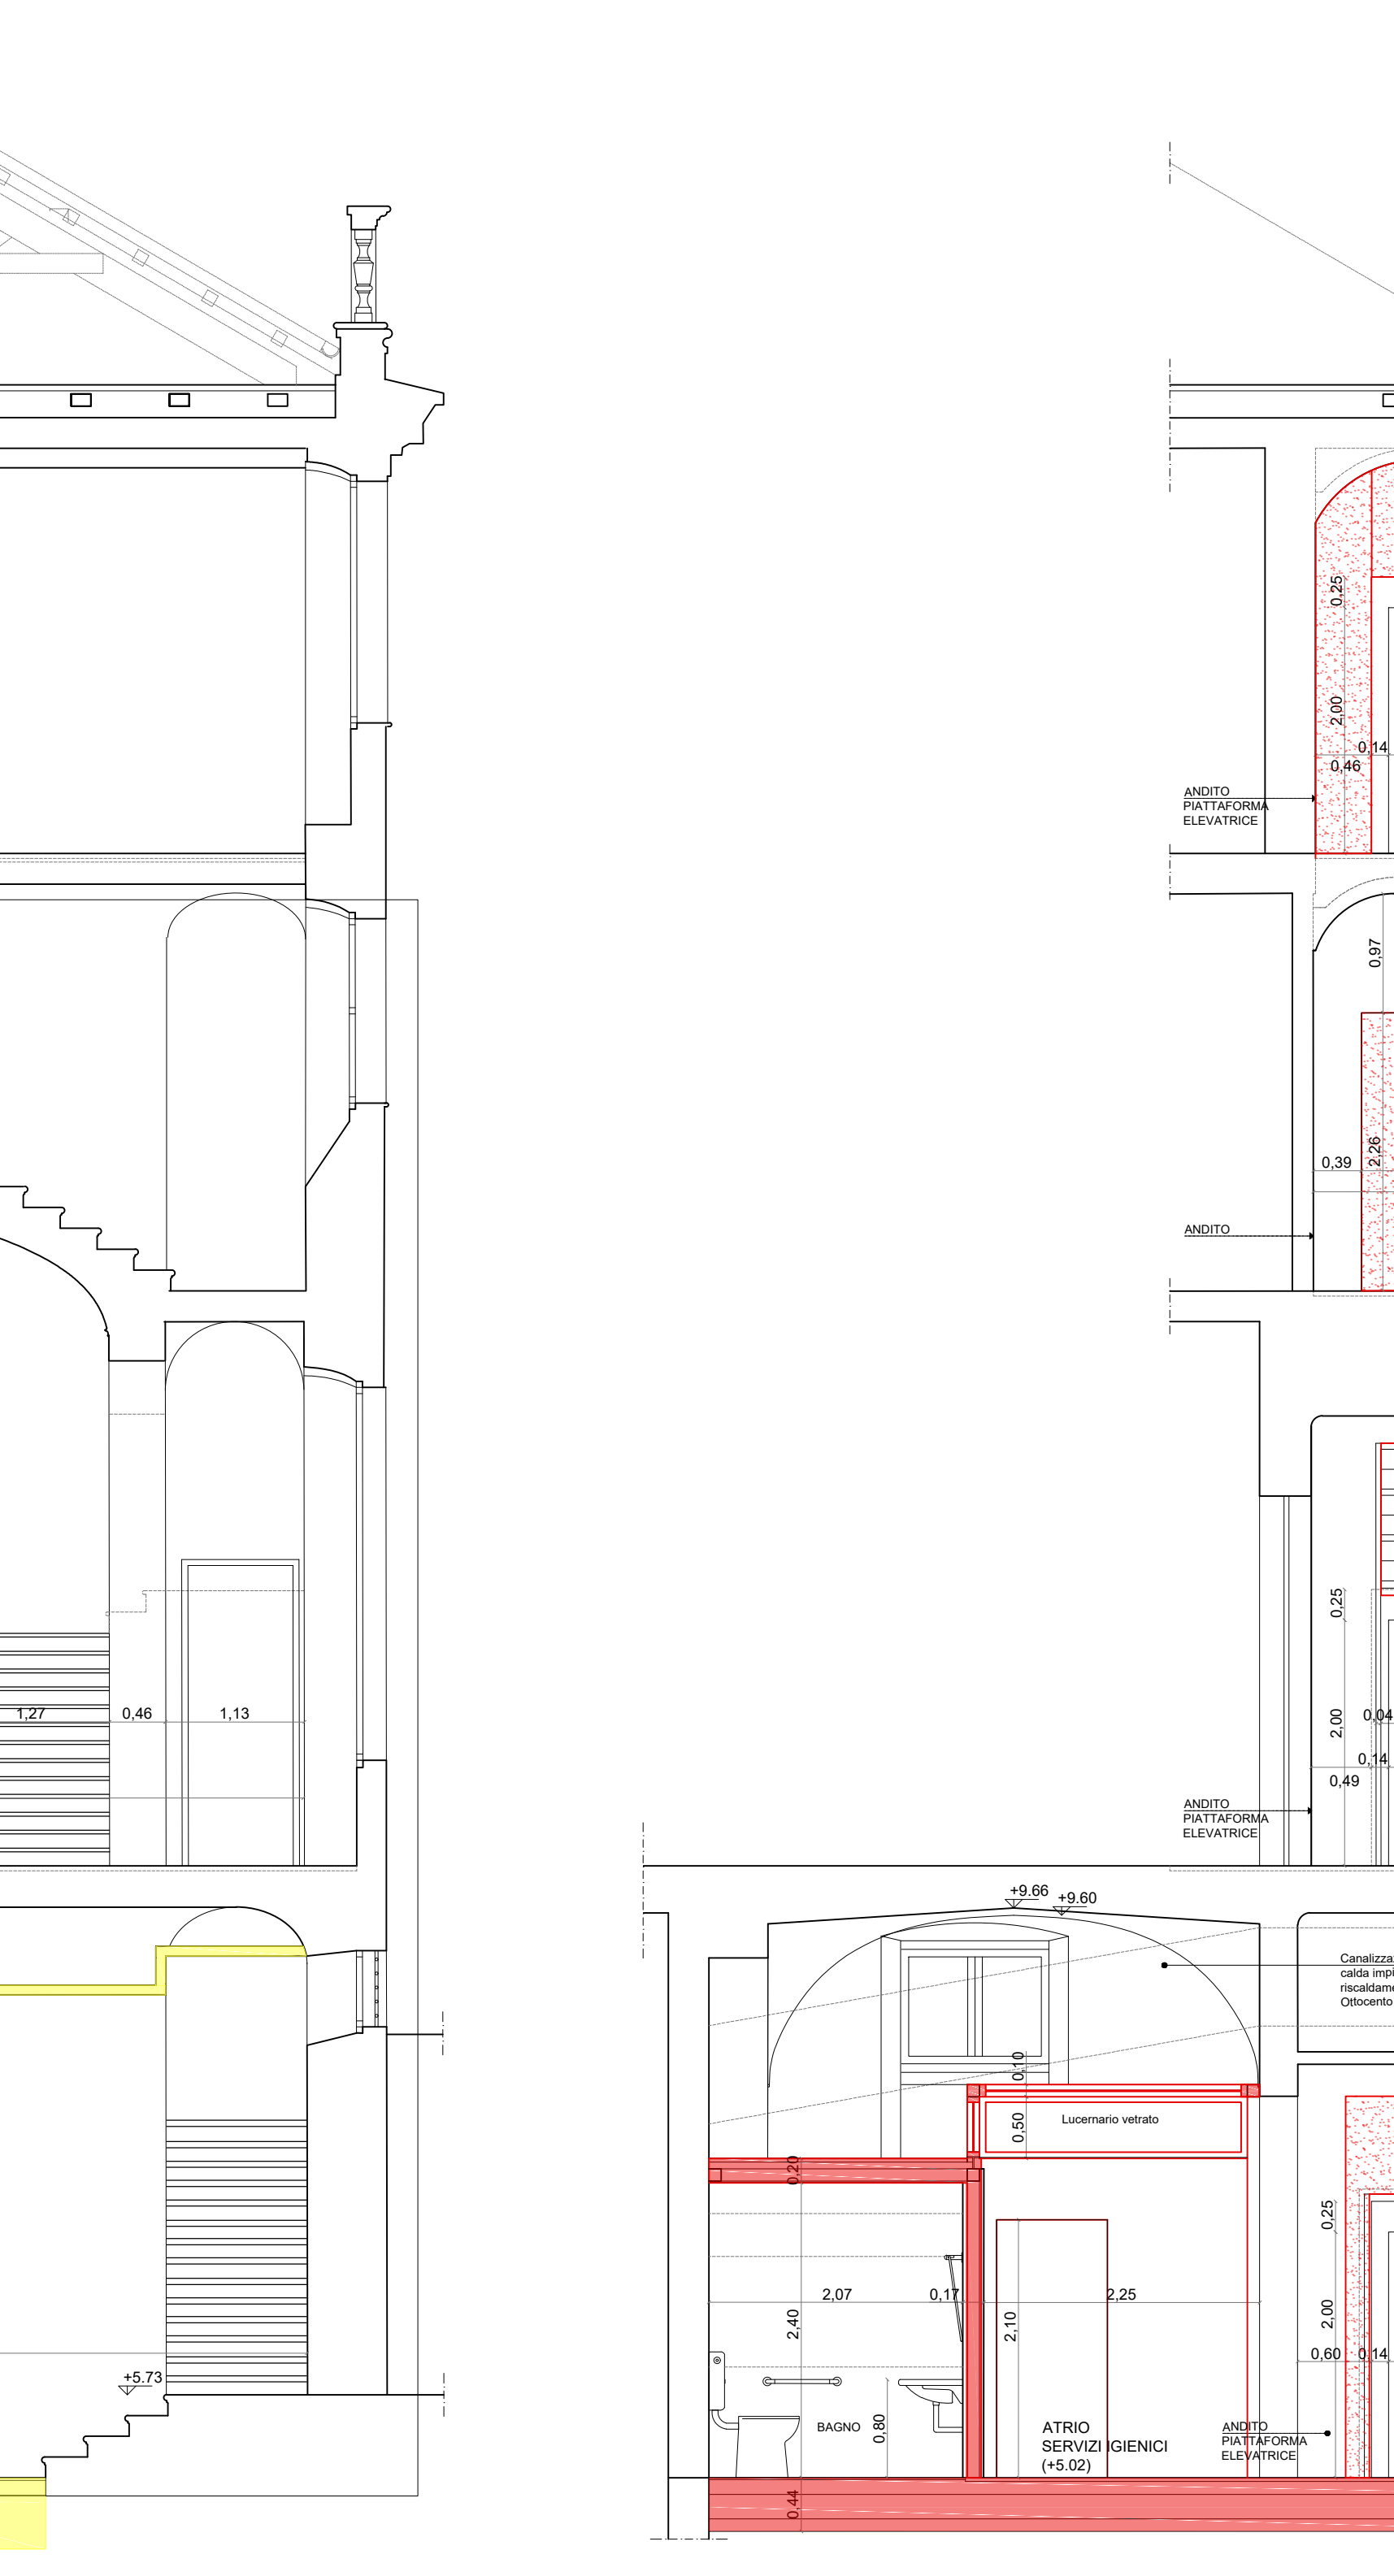 0,25
2,00
0,14
0,46
ANDITO
PIATTAFORMA
ELEVATRICE
0,97
2,26
0,39
ANDITO
0,25
2,00
0,04
0,14
0,49
1,27
0,46
1,13
ANDITO
PIATTAFORMA
ELEVATRICE
+9.66
+9.60
calda
riscaldame
Ottocento
0,10
0,50
Lucernario vetrato
0,20
0,25
2,07
0,17
2,25
2,40
2,10
2,00
0,60
0,14
+5.73
BAGNO
0,80
ATRIO
SERVIZI IGIENICI
(+5.02)
ANDITO
PIATTAFORMA
ELEVATRICE
0,44